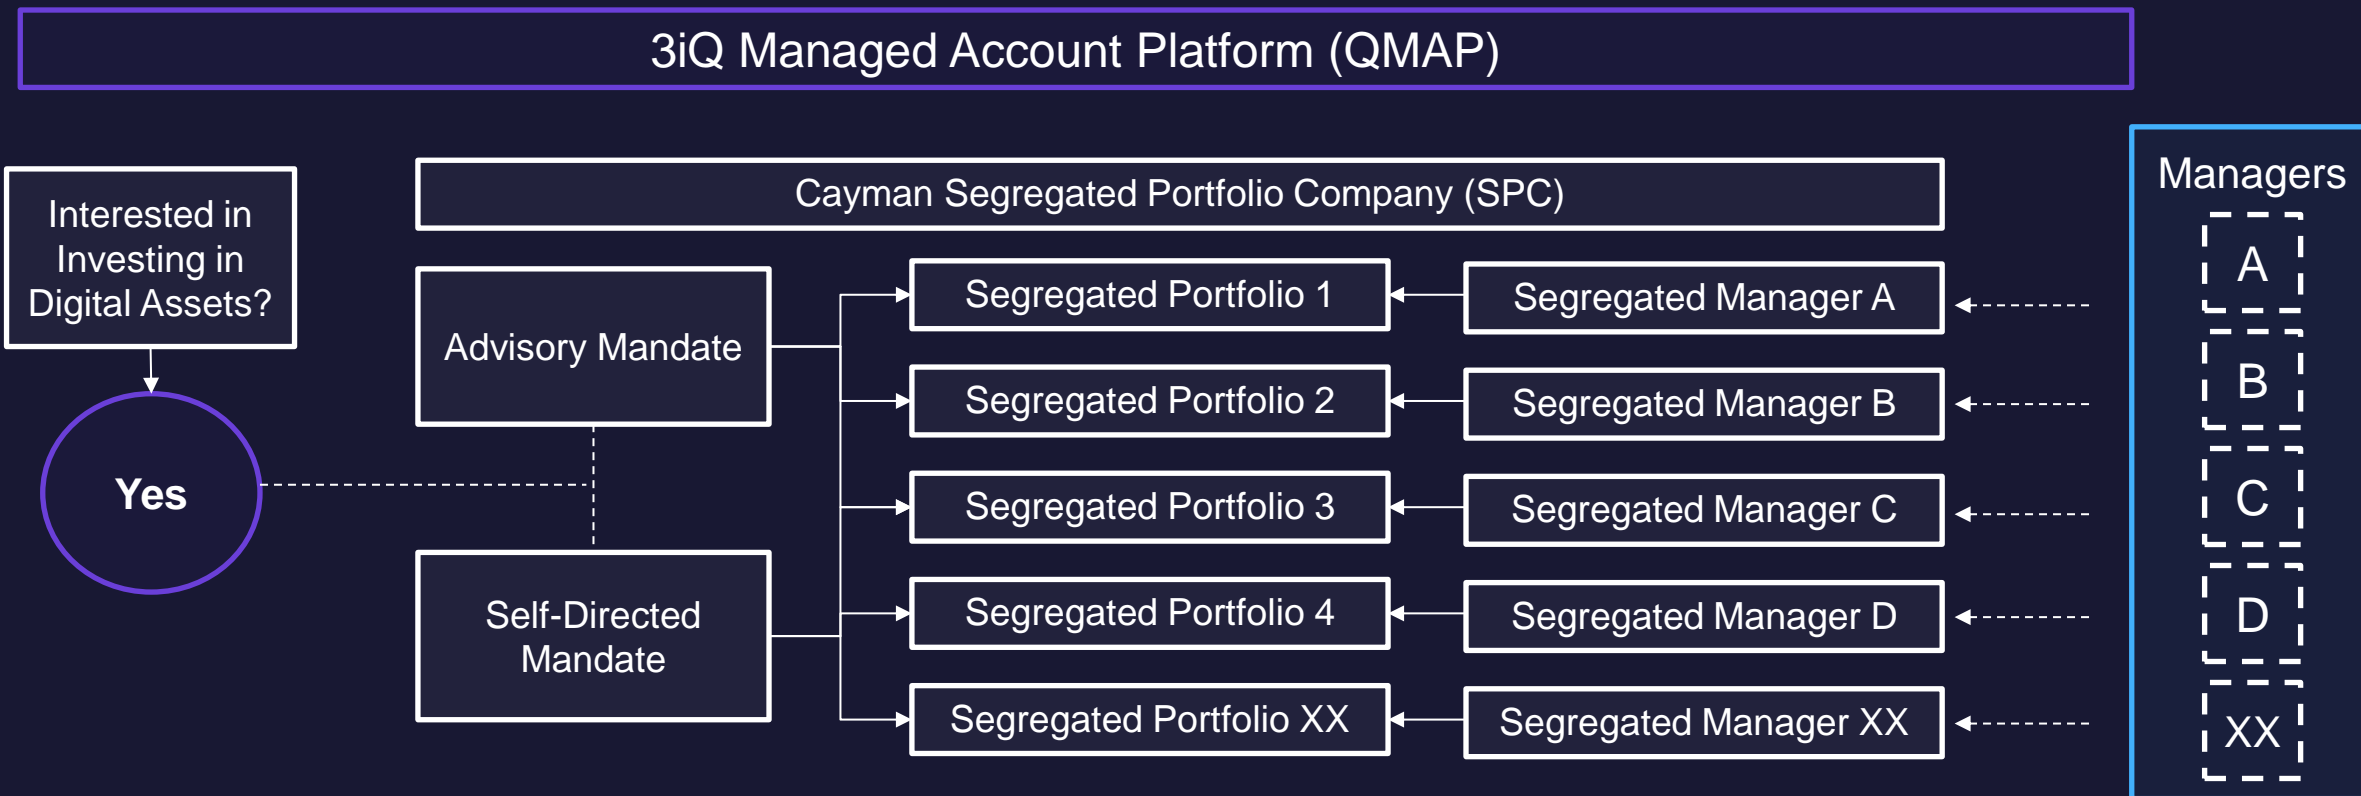 3iQ Managed Account Platform (QMAP)
Interested in
Investing in
Digital Assets?
Yes
Cayman Segregated Portfolio Company (SPC)
Advisory Mandate
Self-Directed
Mandate
Segregated Portfolio 1
Segregated Portfolio 2
Segregated Portfolio 3
Segregated Portfolio 4
Segregated Portfolio XX
Segregated Manager A
Segregated Manager B
Segregated Manager C
Segregated Manager D
Segregated Manager XX
Managers
A
B
C
D
XX